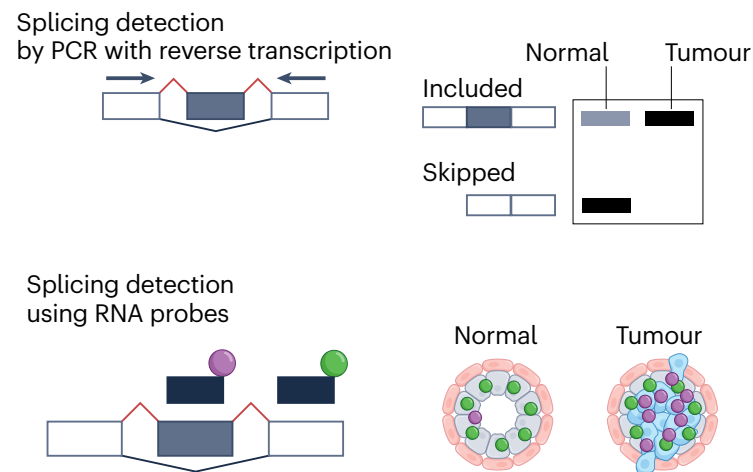 Splicing detection
by PCR with reverse transcription
Normal
Tumour
Included
Skipped
Splicing detection
using RNA probes
Normal
Tumour